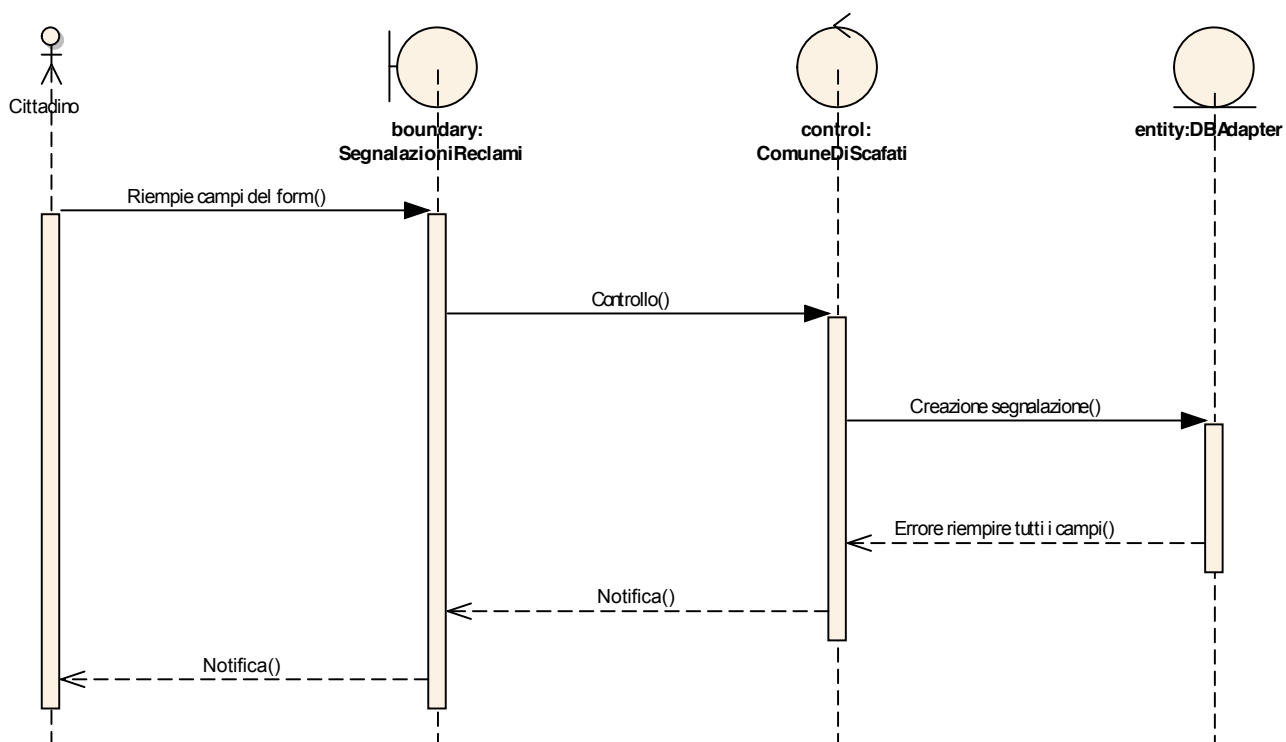 Cittadino
boundary:
SegnalazioniReclami
control:
ComuneDiScafati
entity:DBAdapter
Riempie campi del form()
Controllo()
Creazione segnalazione()
Errore riempire tutti i campi()
Notifica()
Notifica()